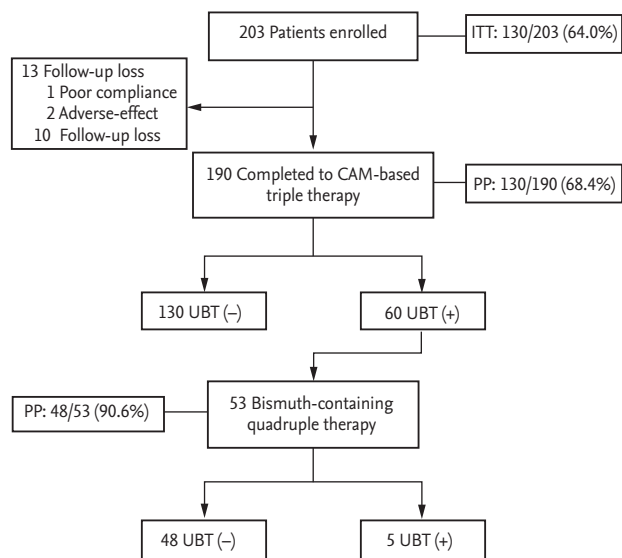 203 Patients enrolled
ITT: 130/203 (64.0%)
13 Follow-up loss
1 Poor compliance
2 Adverse-effect
10 Follow-up loss
190 Completed to CAM-based
triple therapy
PP: 130/190 (68.4%)
130 UBT (–)
60 UBT (+)
PP: 48/53 (90.6%)
53 Bismuth-containing
quadruple therapy
48 UBT (–)
5 UBT (+)